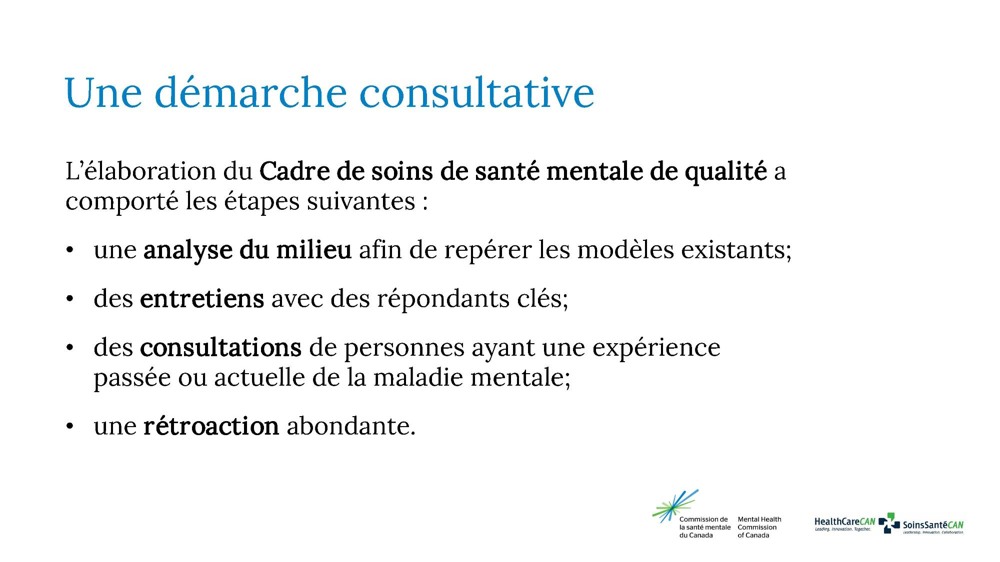 Une démarche consultative
L’élaboration du Cadre de soins de santé mentale de qualité a
comporté les étapes suivantes :
• une analyse du milieu afin de repérer les modèles existants;
• des entretiens avec des répondants clés;
• des consultations de personnes ayant une expérience
passée ou actuelle de la maladie mentale;
• une rétroaction abondante.
Commission de
la santé mentale
du Canada
Mental Health
Commission
of Canada
HealthCareCAN
Leading. Innovation. Together.
SoinsSantéCAN
Leadership. Innovation. Collaboration.